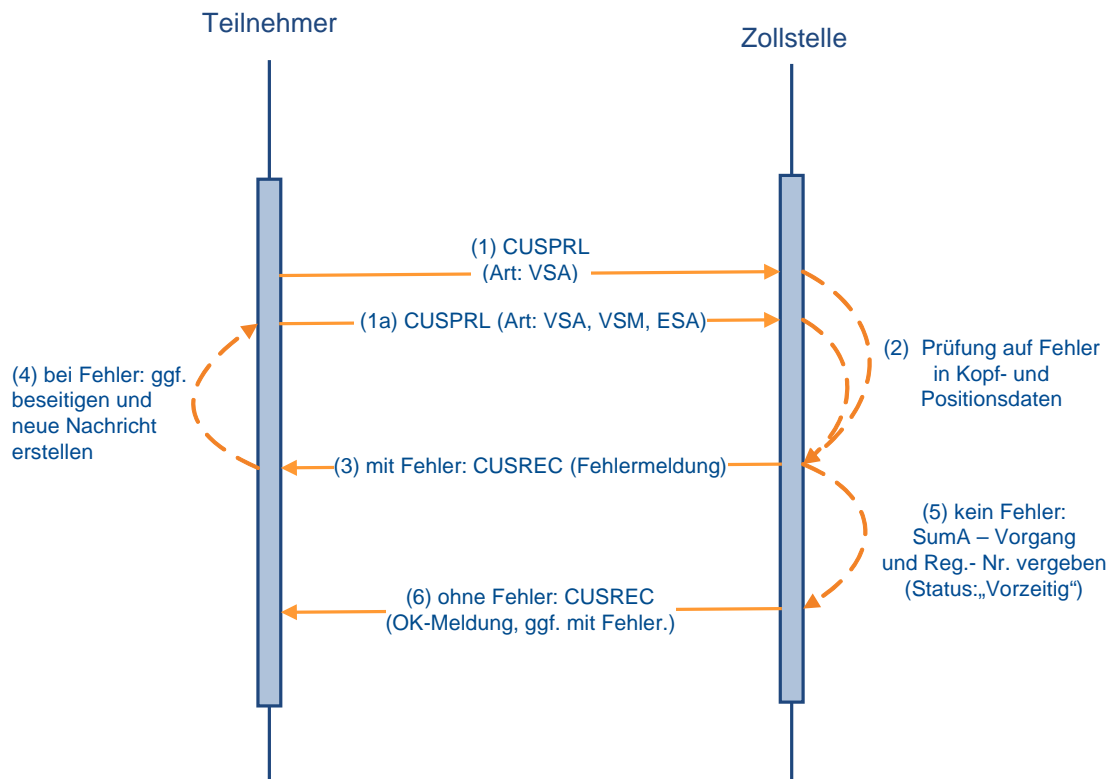 Teilnehmer
Zollstelle
(1) CUSPRL
(Art: VSA)
(1a) CUSPRL (Art: VSA, VSM, ESA)
(2) Prüfung auf Fehler
in Kopf- und
Positionsdaten
(4) bei Fehler: ggf.
beseitigen und
neue Nachricht
erstellen
(3) mit Fehler: CUSREC (Fehlermeldung)
(5) kein Fehler:
SumA – Vorgang
und Reg.- Nr. vergeben
(Status:„Vorzeitig“)
(6) ohne Fehler: CUSREC
(OK-Meldung, ggf. mit Fehler.)